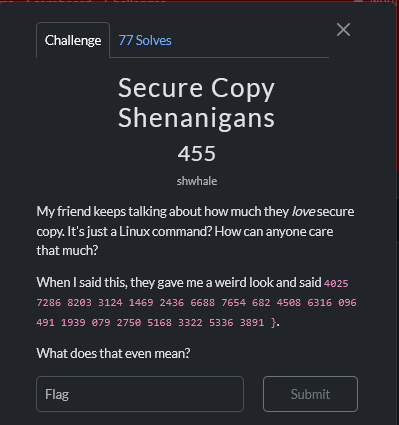 Challenge
77 Solves
Secure Copy
Shenanigans
455
shwhale
My friend keeps talking about how much they love secure
copy. It's just a Linux command? How can anyone care
that much?
When I said this, they gave me a weird look and said 4025
7286 8203 3124 1469 2436 6688 7654 682 4508 6316 096
491 1939 079 2750 5168 3322 5336 3891 }.
What does that even mean?
Flag
Submit